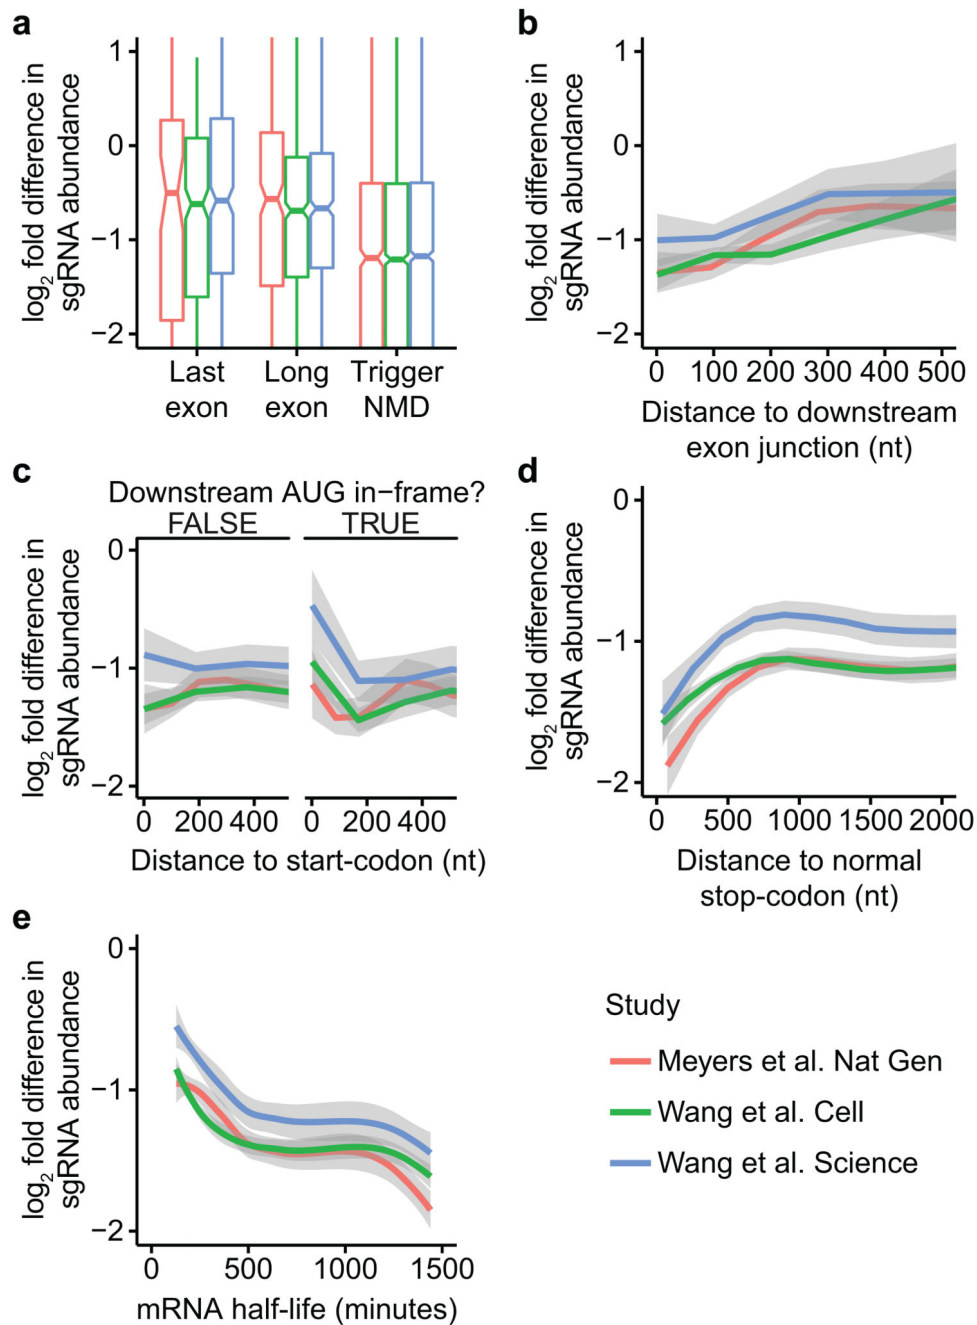 a
log2 fold difference in
sgRNA abundance
1
0
−1
−2
Last
exon
Long
exon
Trigger
NMD
b
log2 fold difference in
sgRNA abundance
1
0
−1
−2
0 100 200 300 400 500
Distance to downstream
exon junction (nt)
c
Downstream AUG in−frame?
FALSE TRUE
log2 fold difference in
sgRNA abundance
0
−1
−2
0 200 400 0 200 400
Distance to start-codon (nt)
d
log2 fold difference in
sgRNA abundance
0
−1
−2
0 500 1000 1500 2000
Distance to normal
stop-codon (nt)
e
log2 fold difference in
sgRNA abundance
0
−1
−2
0 500 1000 1500
mRNA half-life (minutes)
Study
Meyers et al. Nat Gen
Wang et al. Cell
Wang et al. Science